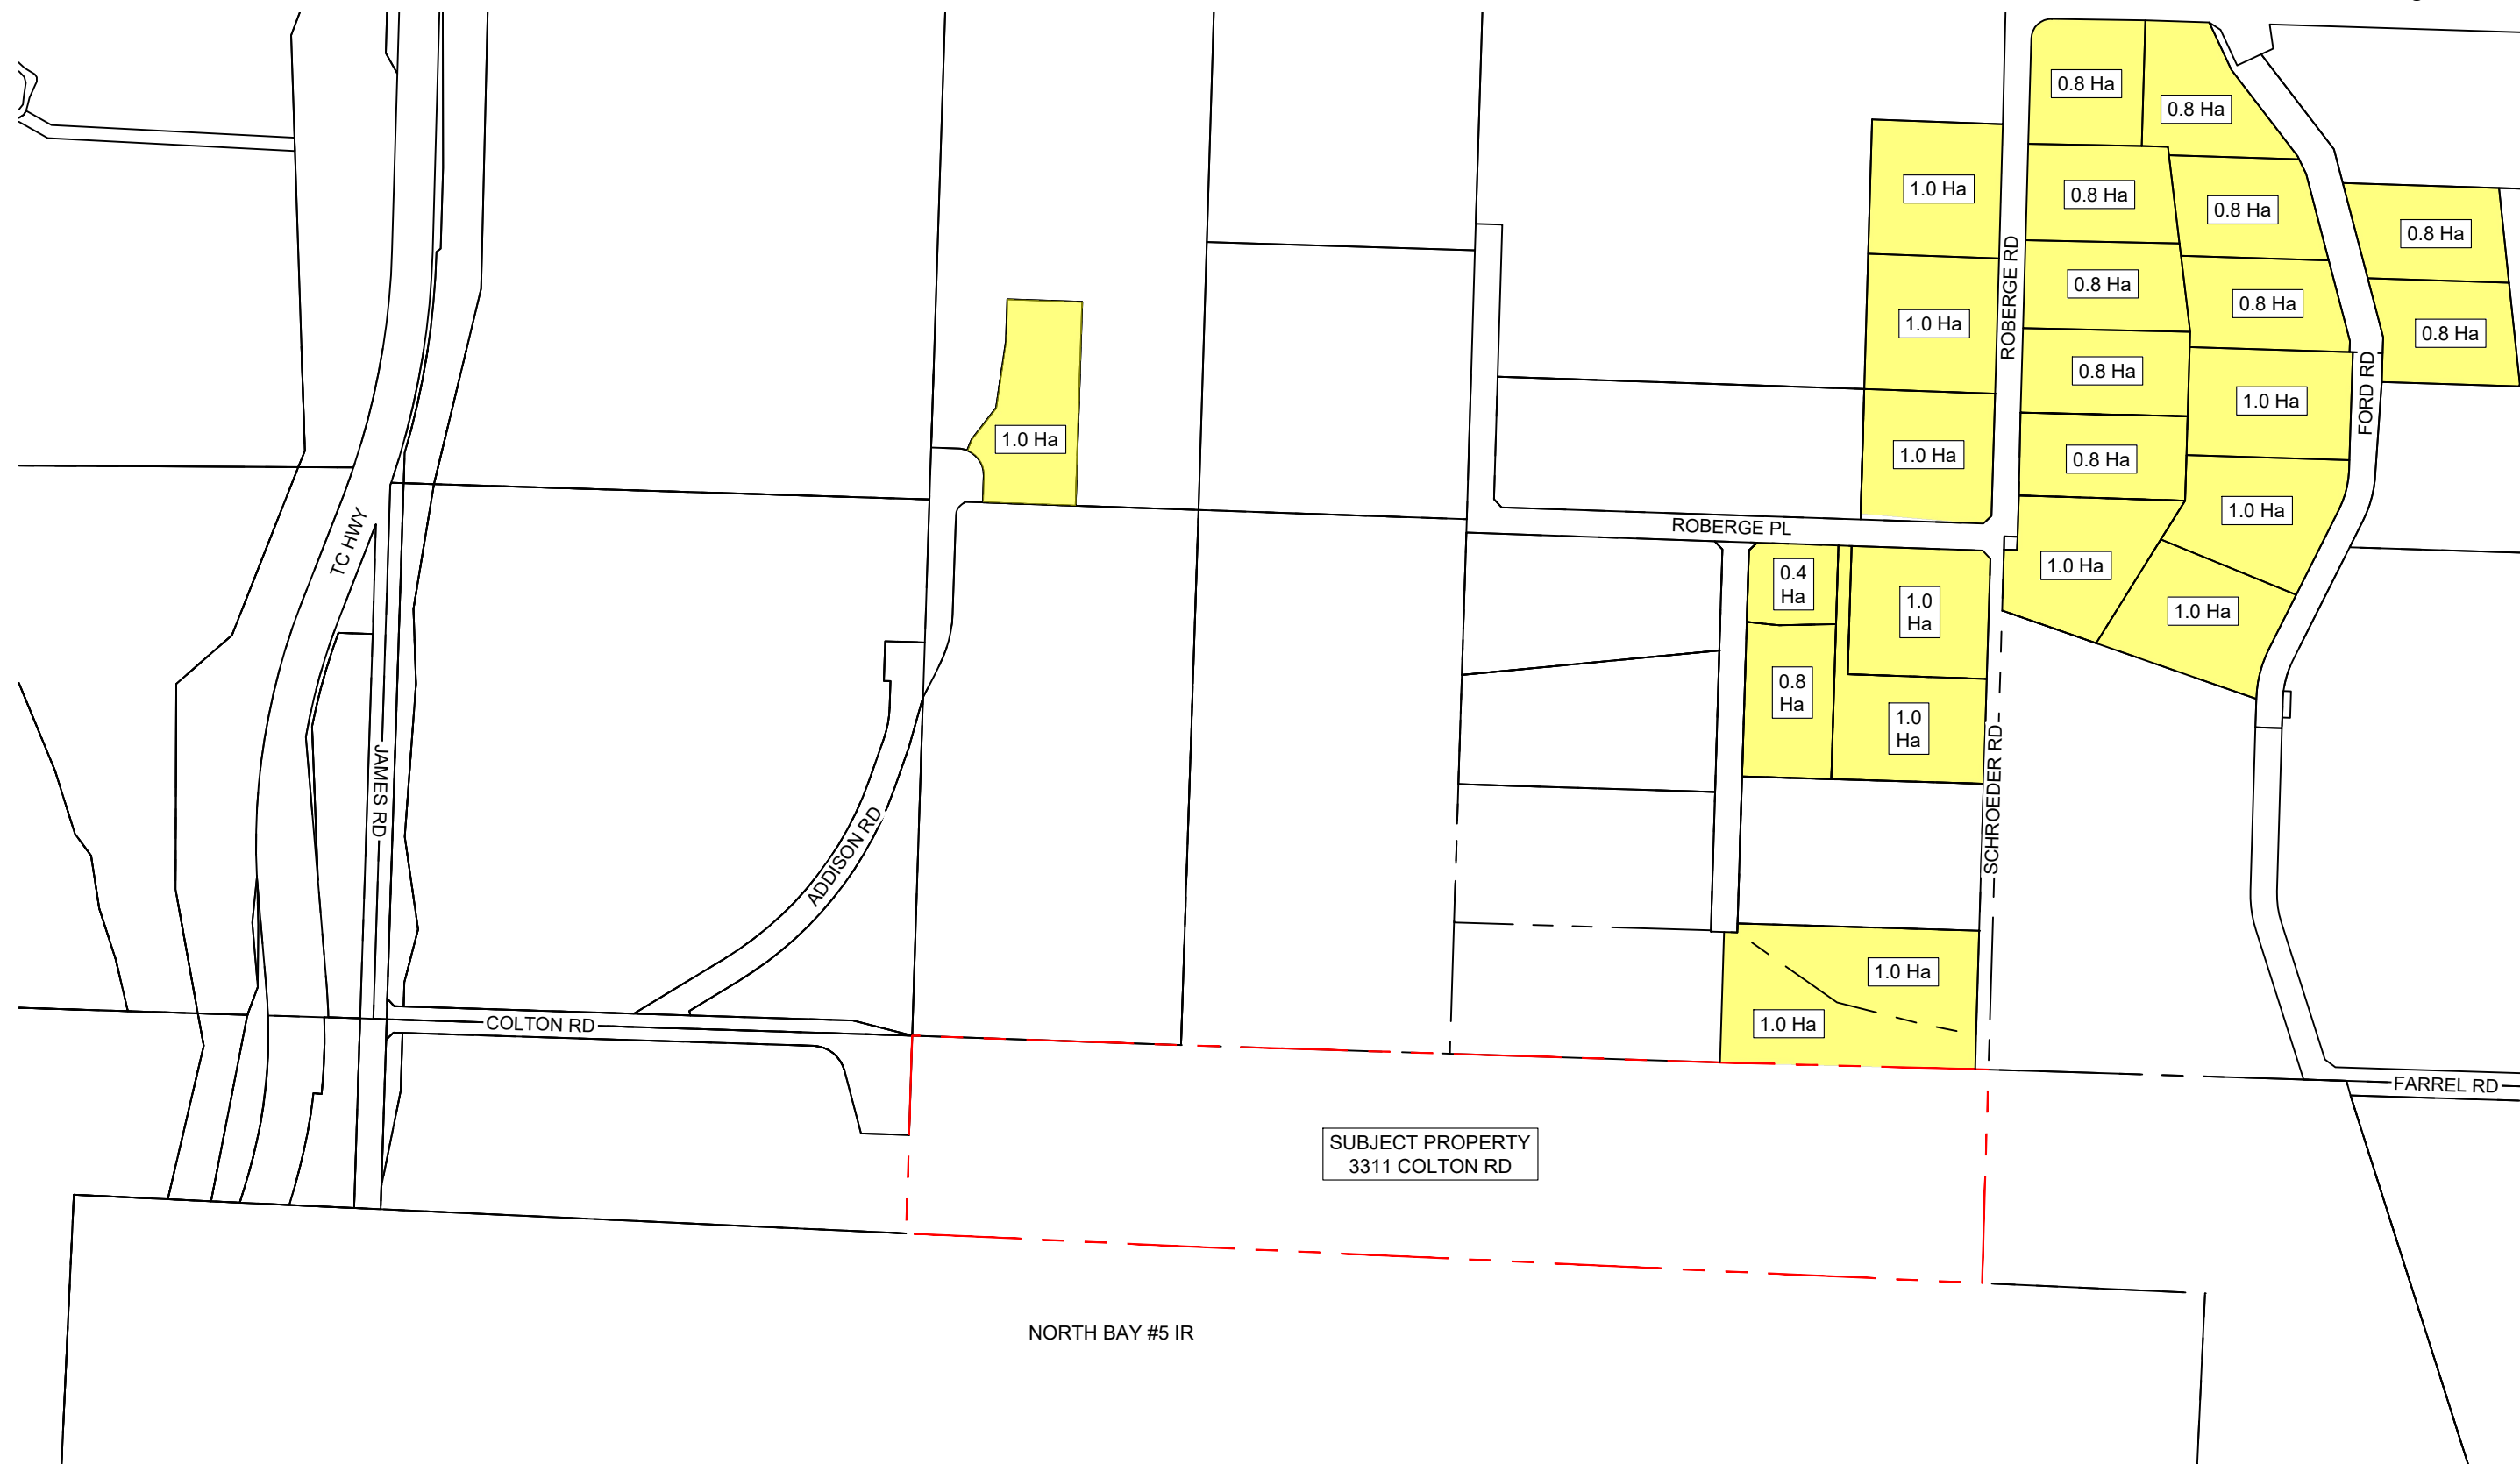 0.8 Ha
0.8 Ha
1.0 Ha
0.8 Ha
0.8 Ha
0.8 Ha
ROBERGE RD
0.8 Ha
0.8 Ha
1.0 Ha
0.8 Ha
0.8 Ha
FORD RD
1.0 Ha
1.0 Ha
1.0 Ha
0.8 Ha
1.0 Ha
TC HWY
ROBERGE PL
0.4
Ha
1.0
Ha
1.0 Ha
1.0 Ha
0.8
Ha
1.0
Ha
JAMES RD
SCHROEDER RD
ADDISON RD
1.0 Ha
1.0 Ha
COLTON RD
FARREL RD
SUBJECT PROPERTY
3311 COLTON RD
NORTH BAY #5 IR